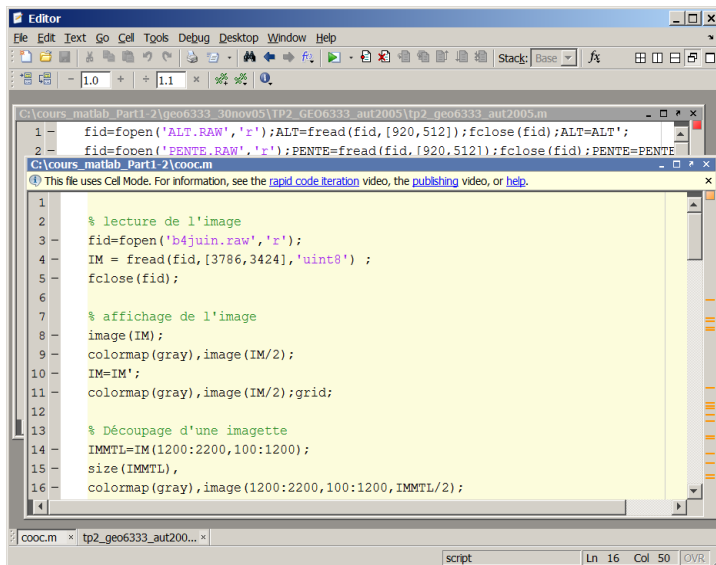 Editor
File Edit Text Go Cell Tools Debug Desktop Window Help
Stack: Base fx
- 1.0 + ÷ 1.1 ×
C:\cours_matlab_Part1-2\geo6333_30nov05\TP2_GEO6333_aut2005\tp2_geo6333_aut2005.m
1 - fid=fopen('ALT.RAW','r');ALT=fread(fid,[920,512]);fclose(fid);ALT=ALT';
2 - fid=fopen('PENTE.RAW','r');PENTE=fread(fid,[920,512]);fclose(fid);PENTE=PENTE
C:\cours_matlab_Part1-2\cooc.m
This file uses Cell Mode. For information, see the rapid code iteration video, the publishing video, or help.
1
2 % lecture de l'image
3 - fid=fopen('b4juin.raw','r');
4 - IM = fread(fid,[3786,3424],'uint8') ;
5 - fclose(fid);
6
7 % affichage de l'image
8 - image(IM);
9 - colormap(gray),image(IM/2);
10 - IM=IM';
11 - colormap(gray),image(IM/2);grid;
12
13 % Découpage d'une imagette
14 - IMMTL=IM(1200:2200,100:1200);
15 - size(IMMTL),
16 - colormap(gray),image(1200:2200,100:1200,IMMTL/2);
cooc.m × tp2_geo6333_aut200... ×
script Ln 16 Col 50 OVR